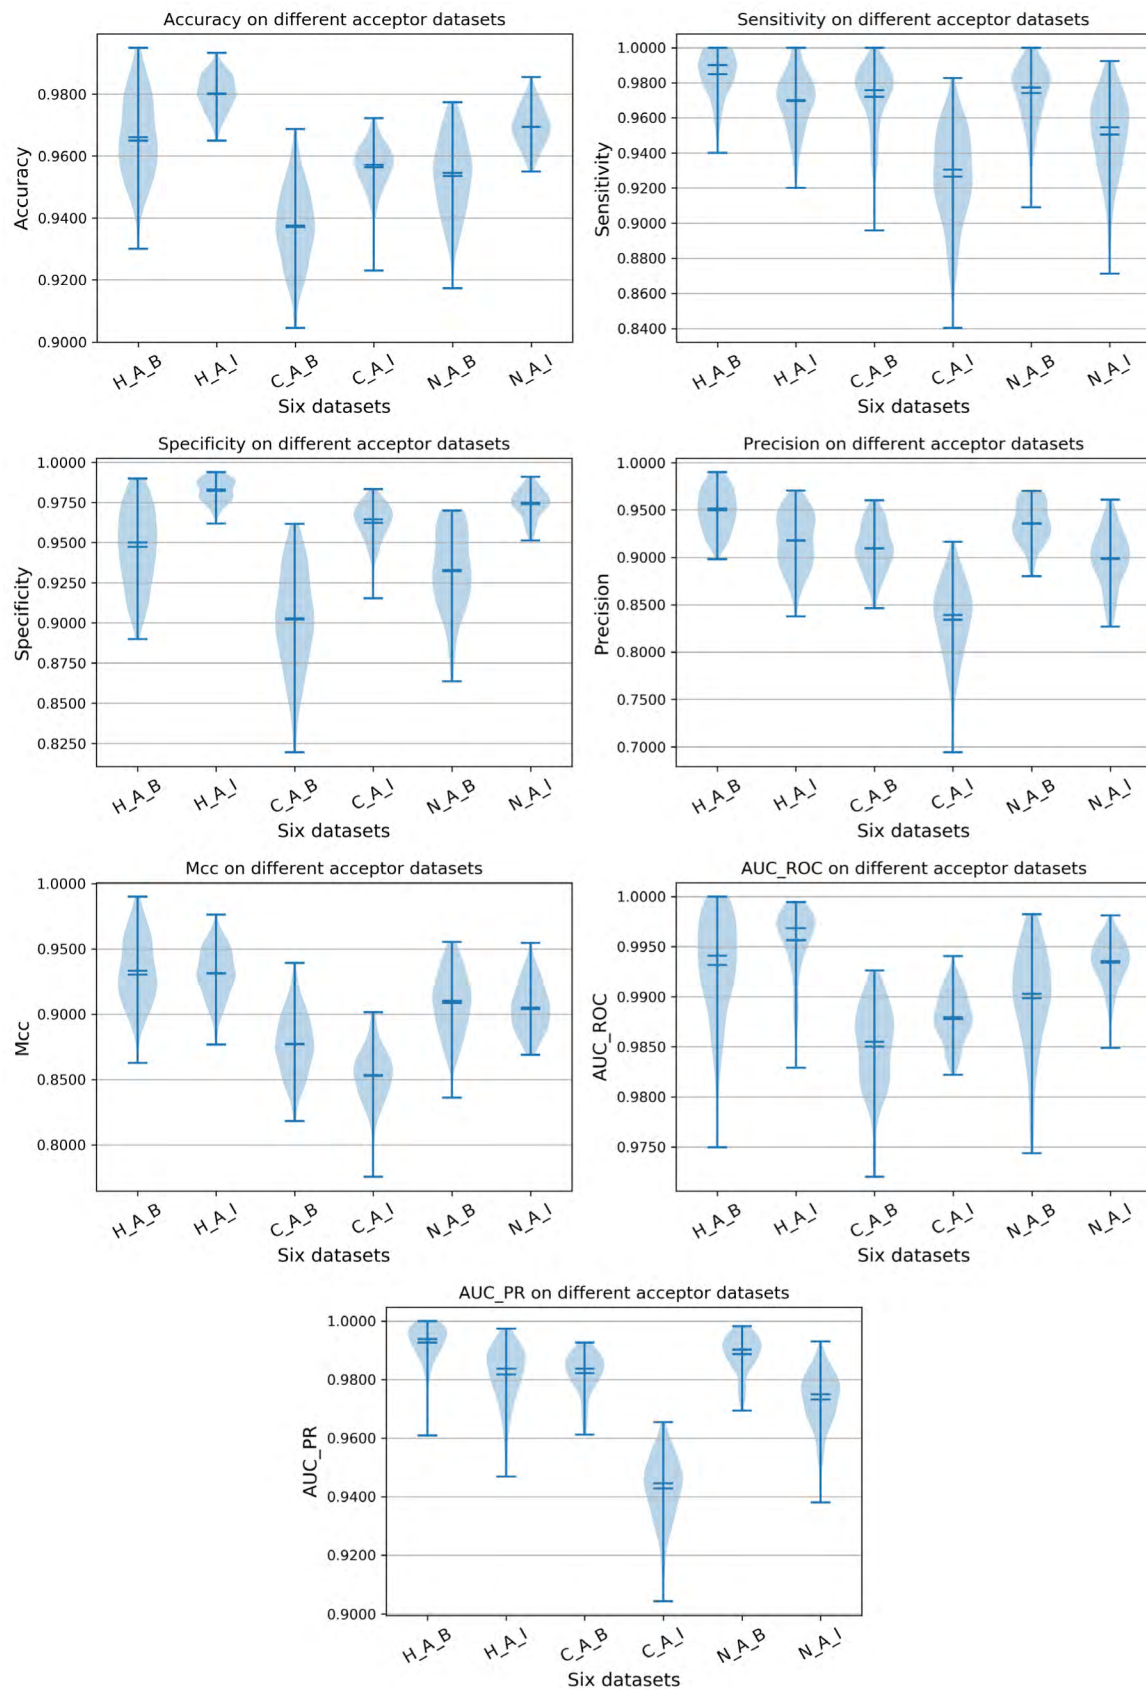 Accuracy on different acceptor datasets
0.9800
0.9600
0.9400
0.9200
0.9000
Accuracy
H_A_B H_A_I C_A_B C_A_I N_A_B N_A_I
Six datasets
Sensitivity on different acceptor datasets
1.0000
0.9800
0.9600
0.9400
0.9200
0.9000
0.8800
0.8600
0.8400
Sensitivity
H_A_B H_A_I C_A_B C_A_I N_A_B N_A_I
Six datasets
Specificity on different acceptor datasets
1.0000
0.9750
0.9500
0.9250
0.9000
0.8750
0.8500
0.8250
Specificity
H_A_B H_A_I C_A_B C_A_I N_A_B N_A_I
Six datasets
Precision on different acceptor datasets
1.0000
0.9500
0.9000
0.8500
0.8000
0.7500
0.7000
Precision
H_A_B H_A_I C_A_B C_A_I N_A_B N_A_I
Six datasets
Mcc on different acceptor datasets
1.0000
0.9500
0.9000
0.8500
0.8000
Mcc
H_A_B H_A_I C_A_B C_A_I N_A_B N_A_I
Six datasets
AUC_ROC on different acceptor datasets
1.0000
0.9950
0.9900
0.9850
0.9800
0.9750
AUC_ROC
H_A_B H_A_I C_A_B C_A_I N_A_B N_A_I
Six datasets
AUC_PR on different acceptor datasets
1.0000
0.9800
0.9600
0.9400
0.9200
0.9000
AUC_PR
H_A_B H_A_I C_A_B C_A_I N_A_B N_A_I
Six datasets